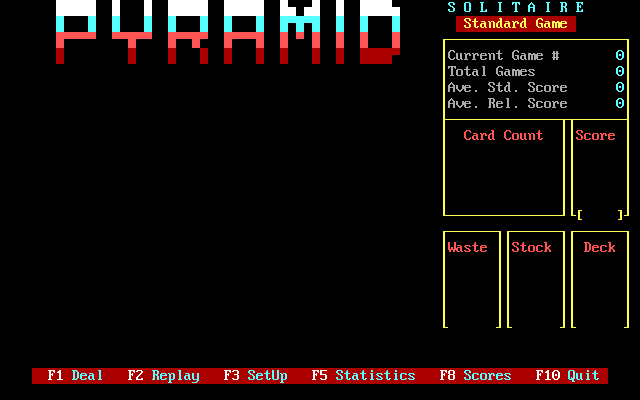 PYRAMID
SOLITAIRE
Standard Game
Current Game # 0
Total Games 0
Ave. Std. Score 0
Ave. Rel. Score 0
Card Count Score
[ ]
Waste Stock Deck
F1 Deal F2 Replay F3 SetUp F5 Statistics F8 Scores F10 Quit